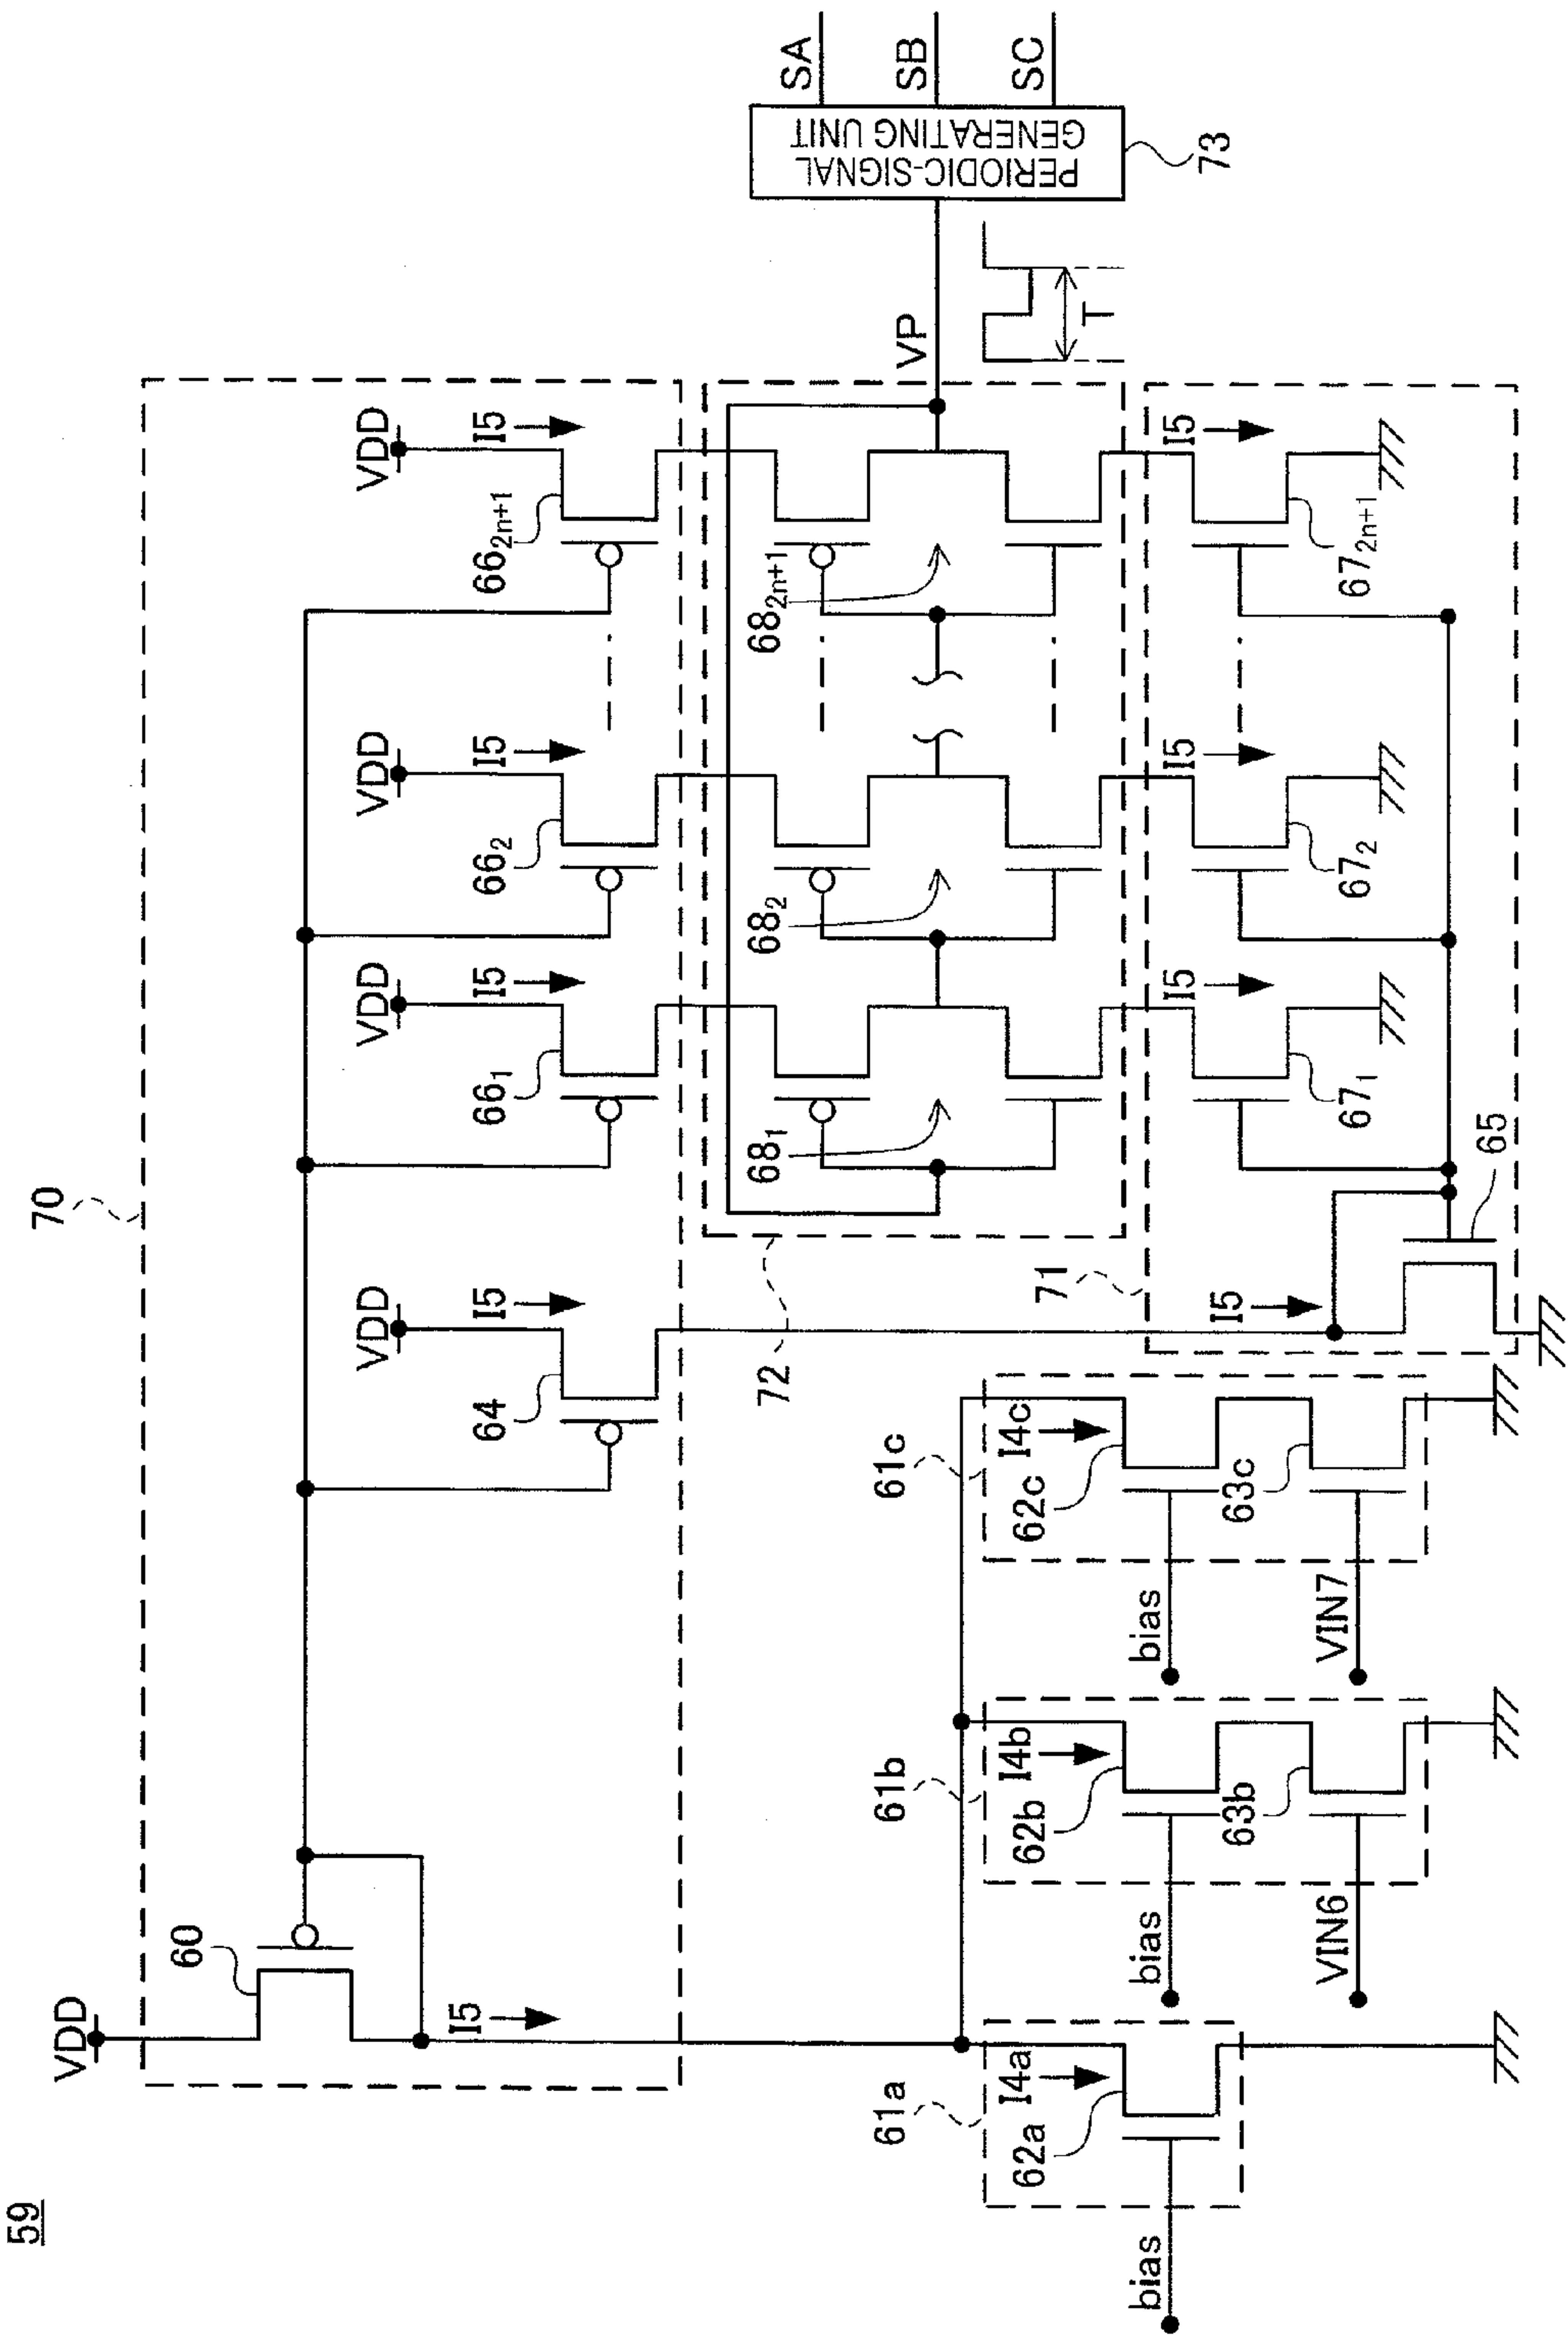 59
70
VDD
60
I5
VDD
I5
64
VDD
I5
66₁
VDD
I5
66₂
VDD
I5
66₂ₙ₊₁
72
68₁
68₂
68₂ₙ₊₁
VP
T
PERIODIC-SIGNAL
GENERATING UNIT
73
SA
SB
SC
61a
I4a
62a
bias
61b
I4b
62b
bias
63b
VIN6
61c
I4c
62c
bias
63c
VIN7
71
I5
65
I5
67₁
I5
67₂
I5
67₂ₙ₊₁